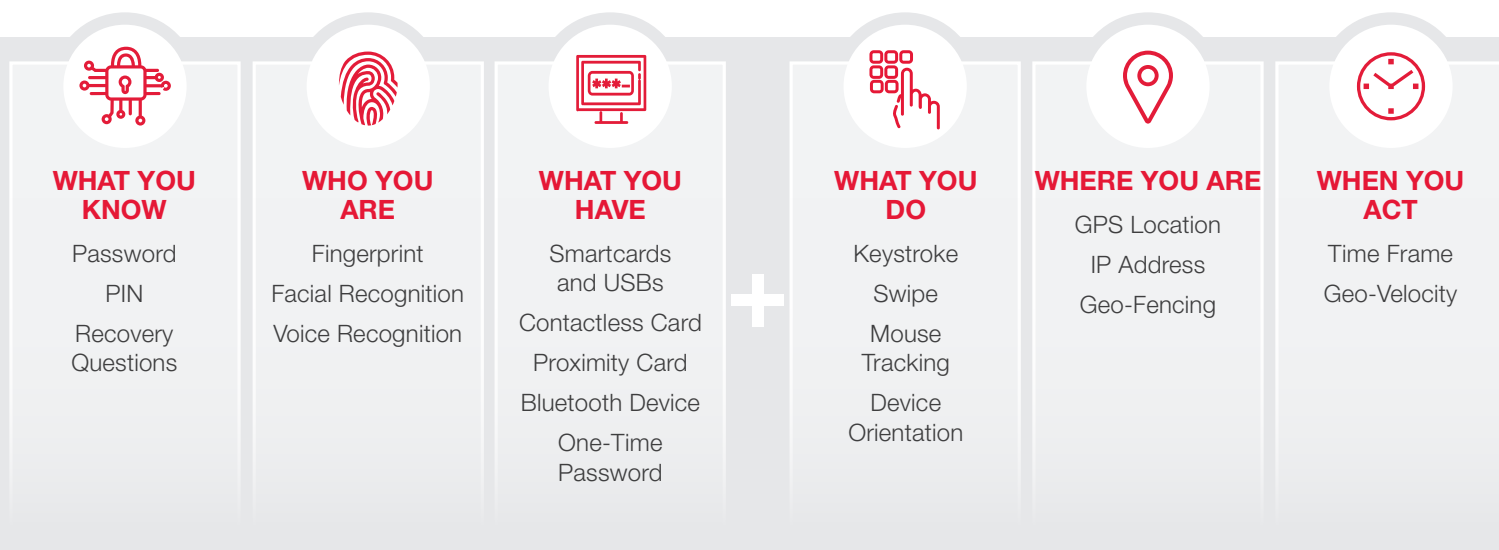 ***_
WHAT YOU
KNOW
Password
PIN
Recovery
Questions
WHO YOU
ARE
Fingerprint
Facial Recognition
Voice Recognition
WHAT YOU
HAVE
Smartcards
and USBs
Contactless Card
Proximity Card
Bluetooth Device
One-Time
Password
+
WHAT YOU
DO
Keystroke
Swipe
Mouse
Tracking
Device
Orientation
WHERE YOU ARE
GPS Location
IP Address
Geo-Fencing
WHEN YOU
ACT
Time Frame
Geo-Velocity